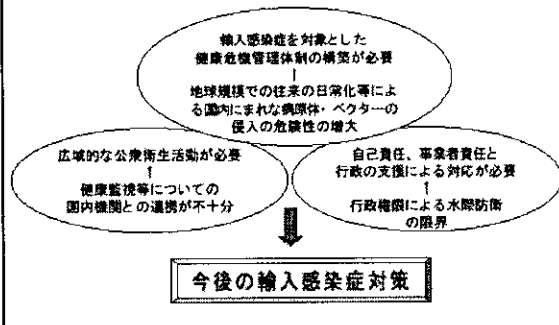 輸入感染症を対象とした
健康危機管理体制の構築が必要
地球規模での往来の日常化等によ
る国内にまれな病原体・ベクターの
侵入の危険性の増大
広域的な公衆衛生活動が必要
健康監視等についての
国内機関との連携が不十分
自己責任、事業者責任と
行政の支援による対応が必要
行政権限による水際防衛
の限界
今後の輸入感染症対策